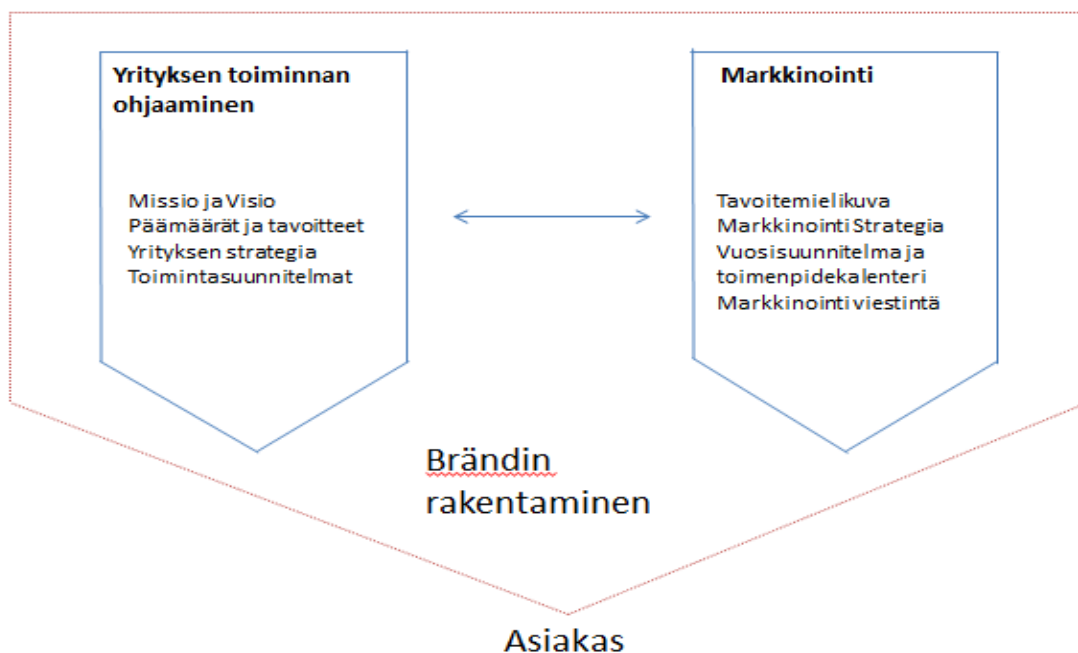 Yrityksen toiminnan
ohjaaminen
Missio ja Visio
Päämäärät ja tavoitteet
Yrityksen strategia
Toimintasuunnitelmat
Markkinointi
Tavoitemielikuva
Markkinointi Strategia
Vuosisuunnitelma ja
toimenpidekalenteri
Markkinointi viestintä
Brändin
rakentaminen
Asiakas